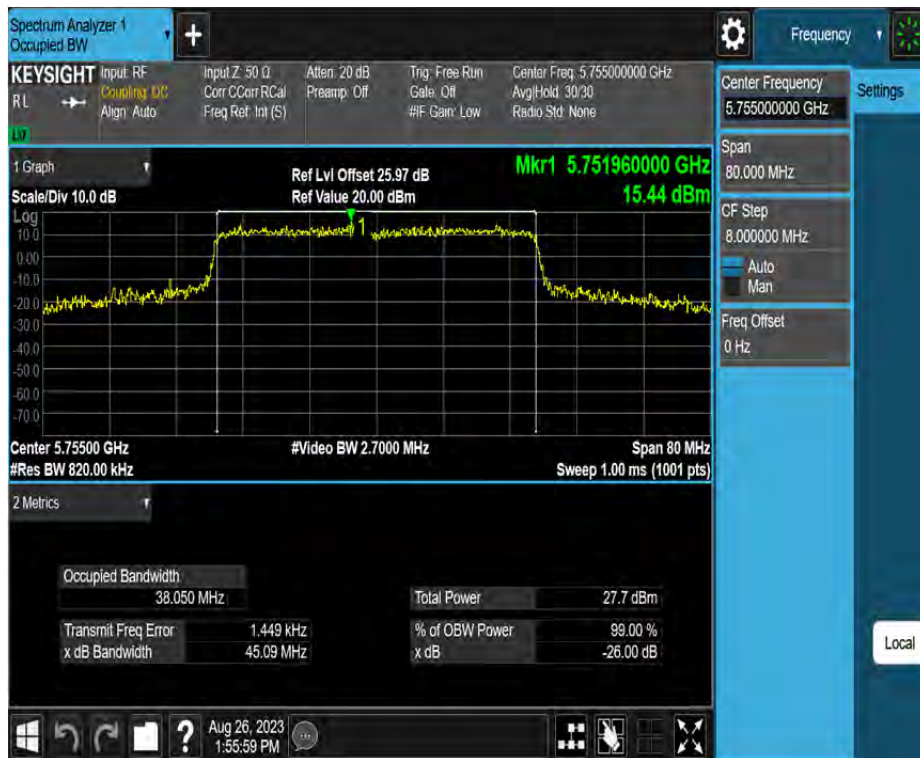 Spectrum Analyzer 1
Occupied BW
+
Frequency
KEYSIGHT
RL
Input: RF
Coupling: DC
Align: Auto
Input Z: 50 Ω
Corr CCorr RCal
Freq Ref: Int (S)
Atten: 20 dB
Preamp: Off
Trig: Free Run
Gate: Off
#IF Gain: Low
Center Freq: 5.755000000 GHz
Avg|Hold: 30/30
Radio Std: None
Center Frequency
5.755000000 GHz
Settings
Span
80.000 MHz
CF Step
8.000000 MHz
Auto
Man
Freq Offset
0 Hz
Local
1 Graph
Scale/Div 10.0 dB
Ref Lvl Offset 25.97 dB
Ref Value 20.00 dBm
Mkr1 5.751960000 GHz
15.44 dBm
Log
10.0
0.00
-10.0
-20.0
-30.0
-40.0
-50.0
-60.0
-70.0
1
Center 5.75500 GHz
#Video BW 2.7000 MHz
Span 80 MHz
#Res BW 820.00 kHz
Sweep 1.00 ms (1001 pts)
2 Metrics
Occupied Bandwidth
38.050 MHz
Total Power 27.7 dBm
Transmit Freq Error 1.449 kHz
% of OBW Power 99.00 %
x dB Bandwidth 45.09 MHz
x dB -26.00 dB
?
Aug 26, 2023
1:55:59 PM